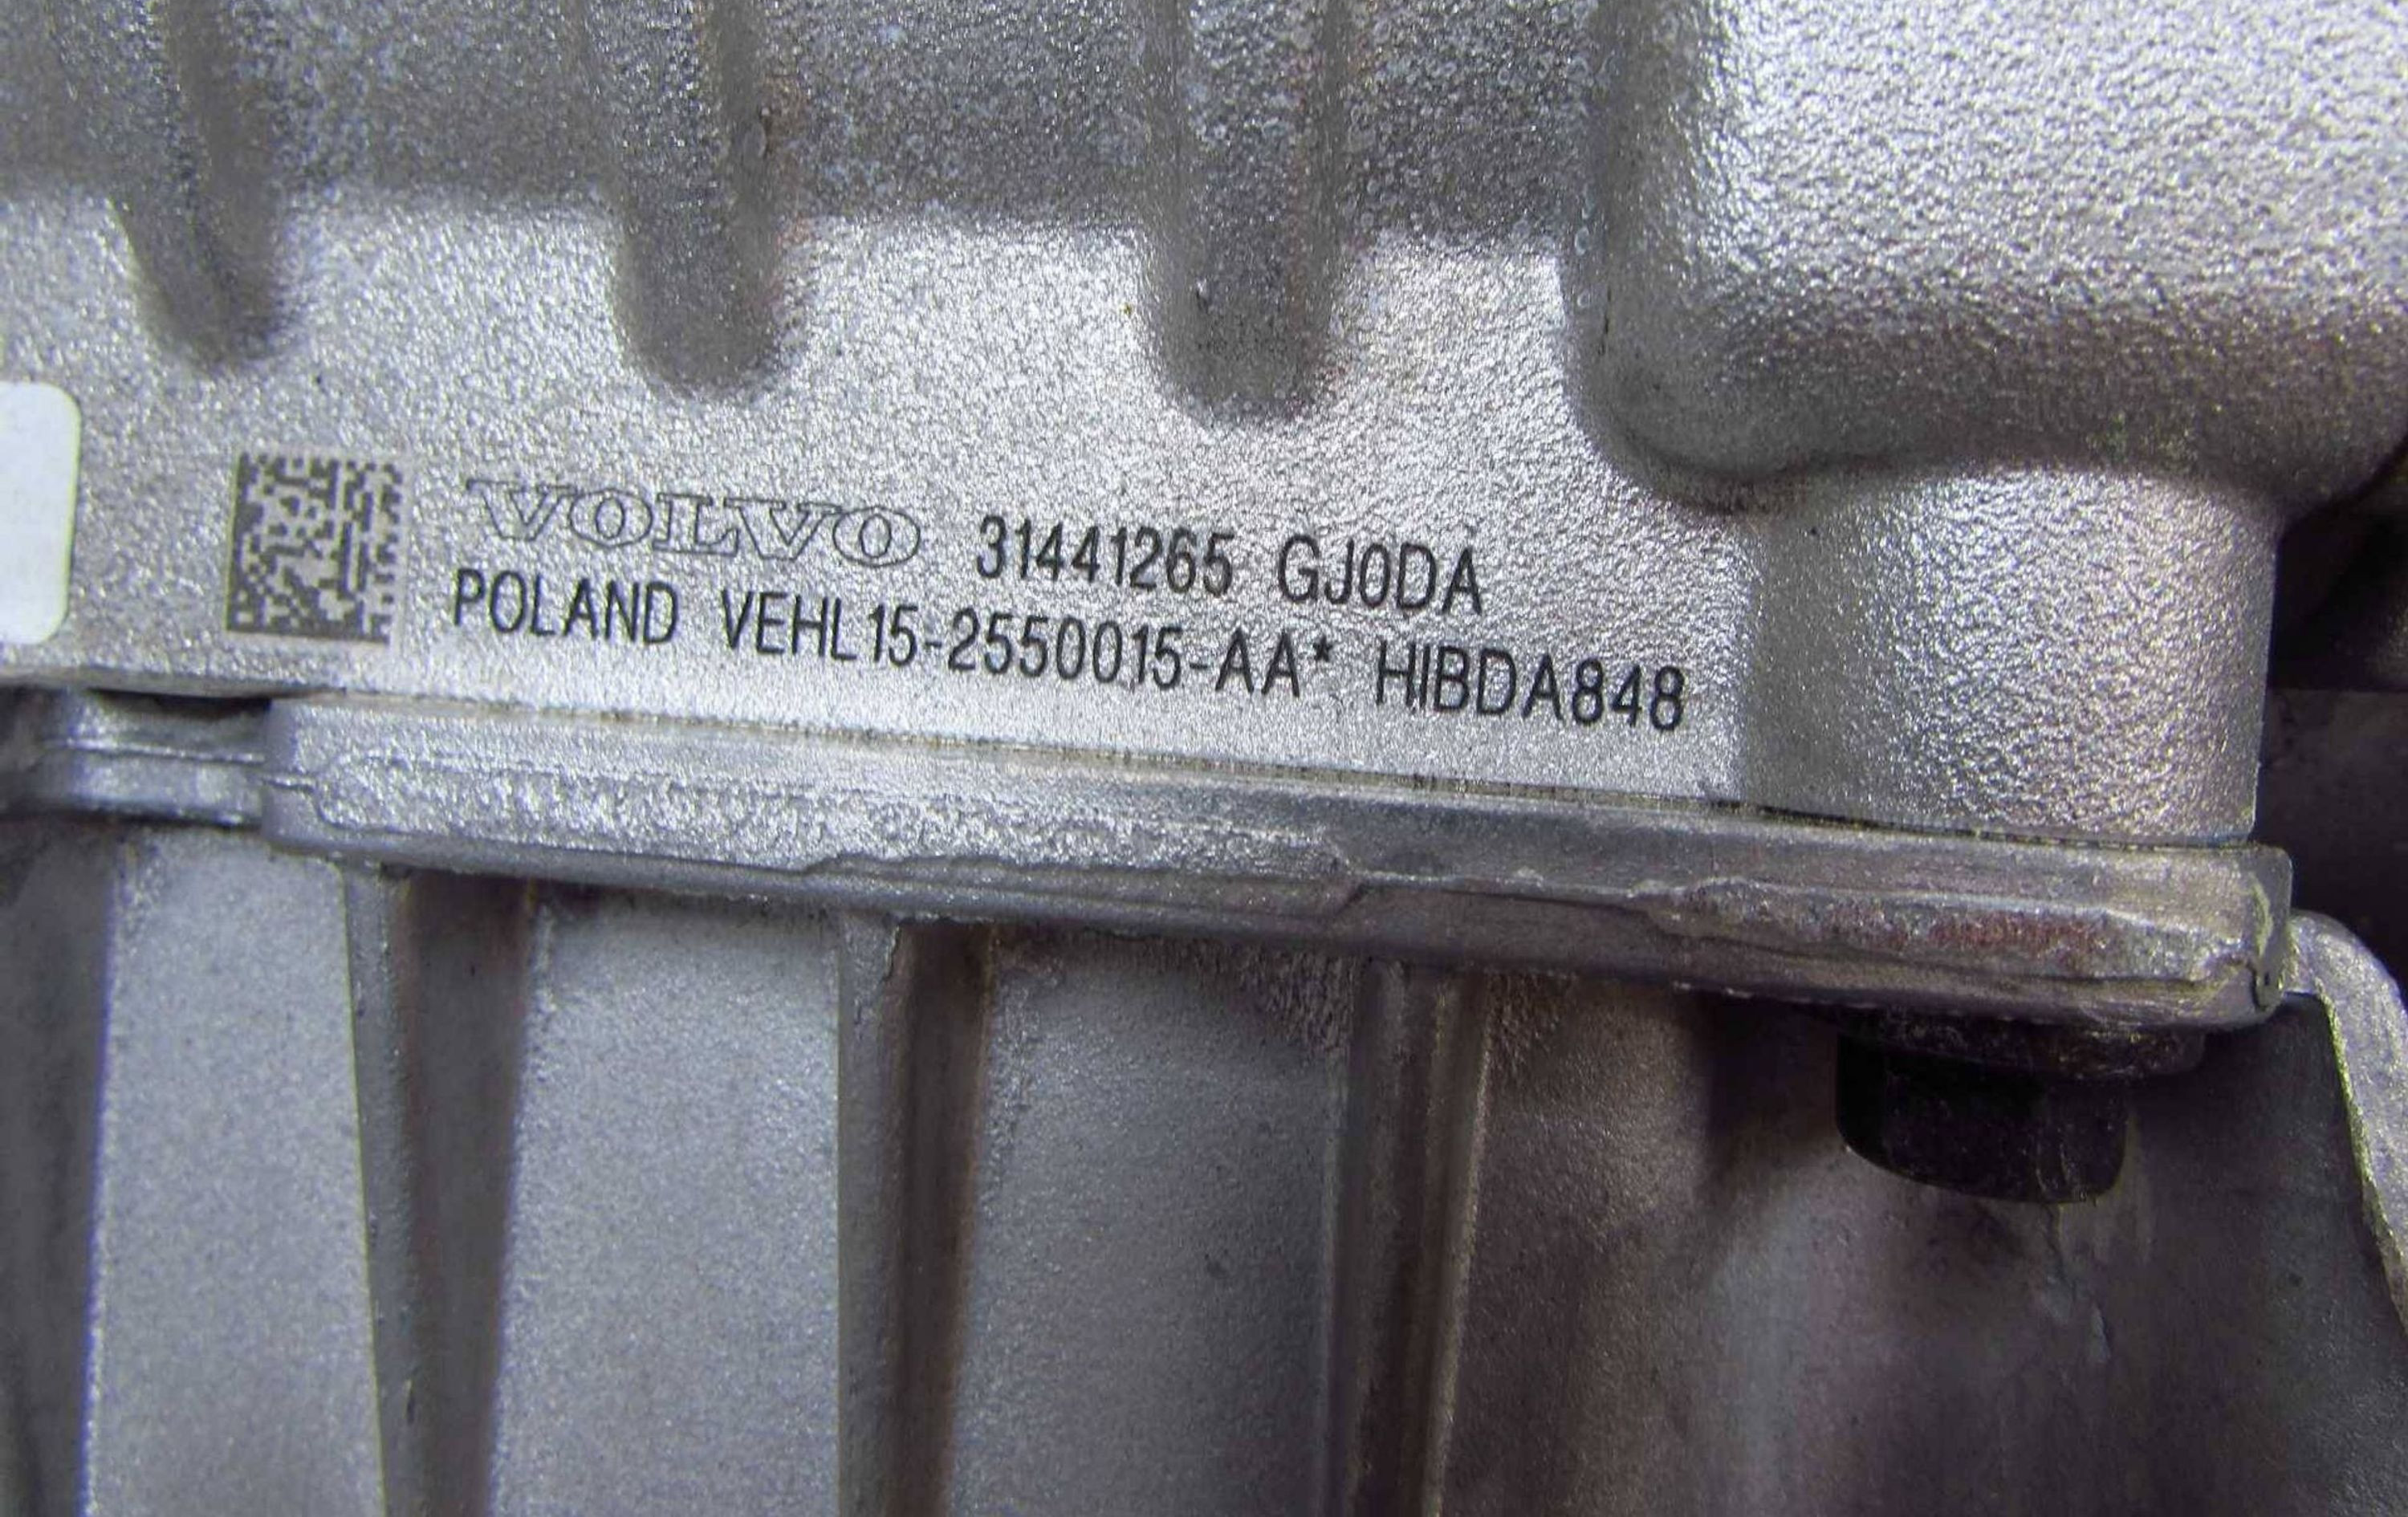 VOLVO 31441265 GJ0DA
POLAND VEHL15-2550015-AA* HIBDA848